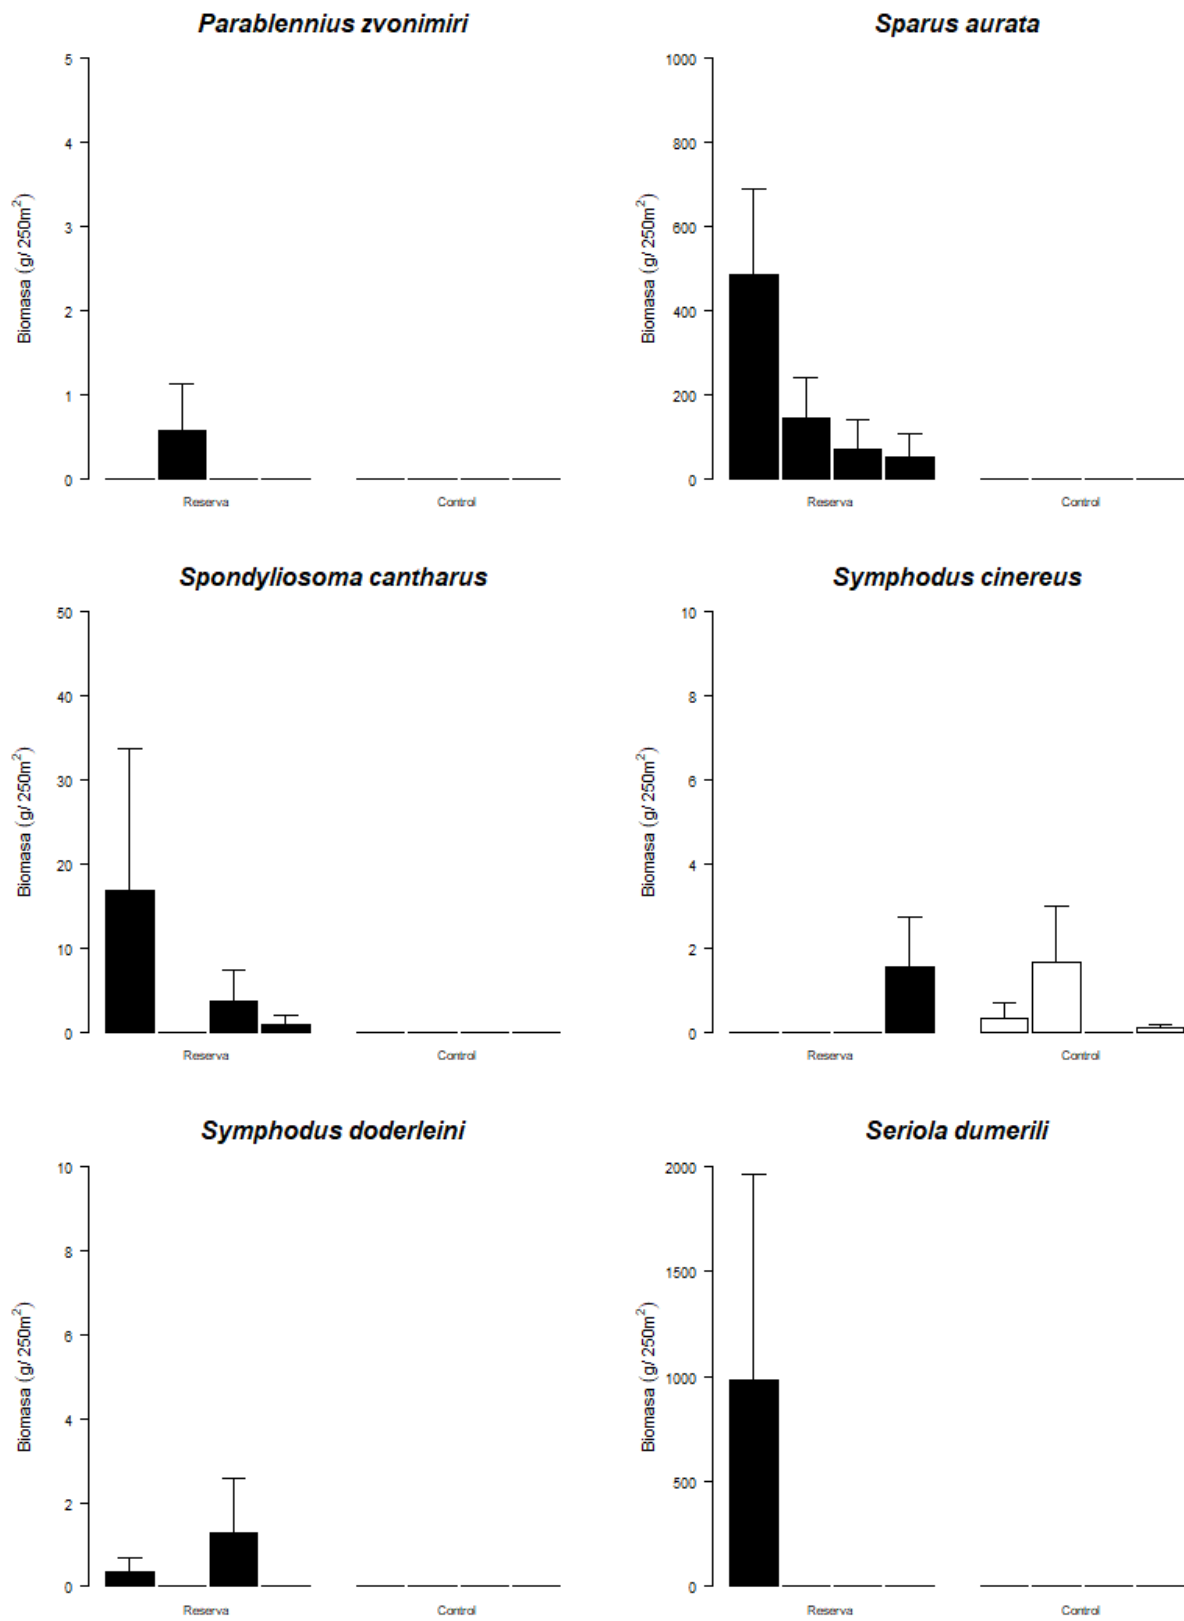 Parablennius zvonimiri
5
4
3
2
1
0
Biomasa (g/ 250m²)
Reserva Control
Sparus aurata
1000
800
600
400
200
0
Biomasa (g/ 250m²)
Reserva Control
Spondyliosoma cantharus
50
40
30
20
10
0
Biomasa (g/ 250m²)
Reserva Control
Symphodus cinereus
10
8
6
4
2
0
Biomasa (g/ 250m²)
Reserva Control
Symphodus doderleini
10
8
6
4
2
0
Biomasa (g/ 250m²)
Reserva Control
Seriola dumerili
2000
1500
1000
500
0
Biomasa (g/ 250m²)
Reserva Control